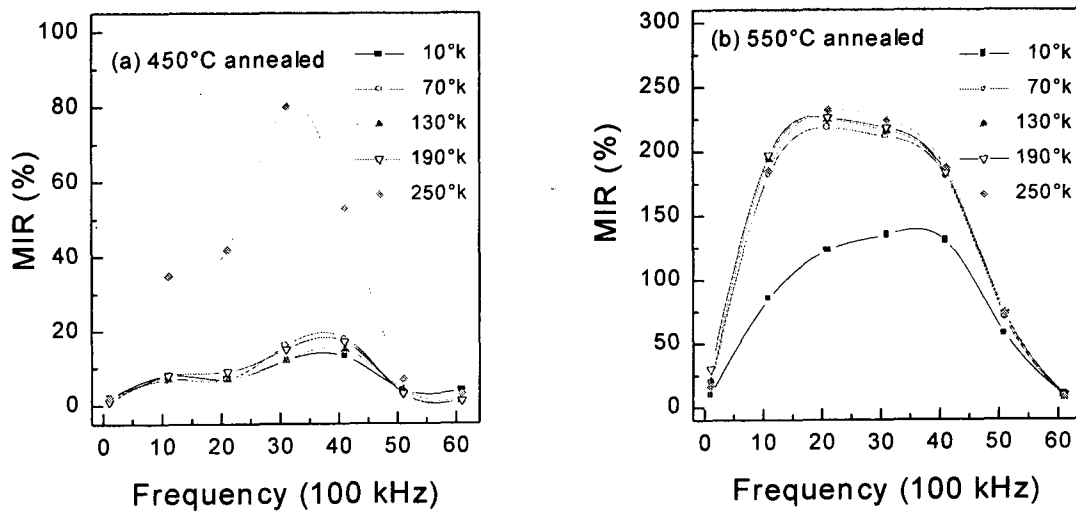 (a) 450°C annealed
10°k
70°k
130°k
190°k
250°k
100
80
60
40
20
0
MIR (%)
0 10 20 30 40 50 60
Frequency (100 kHz)
(b) 550°C annealed
10°k
70°k
130°k
190°k
250°k
300
250
200
150
100
50
0
MIR (%)
0 10 20 30 40 50 60
Frequency (100 kHz)